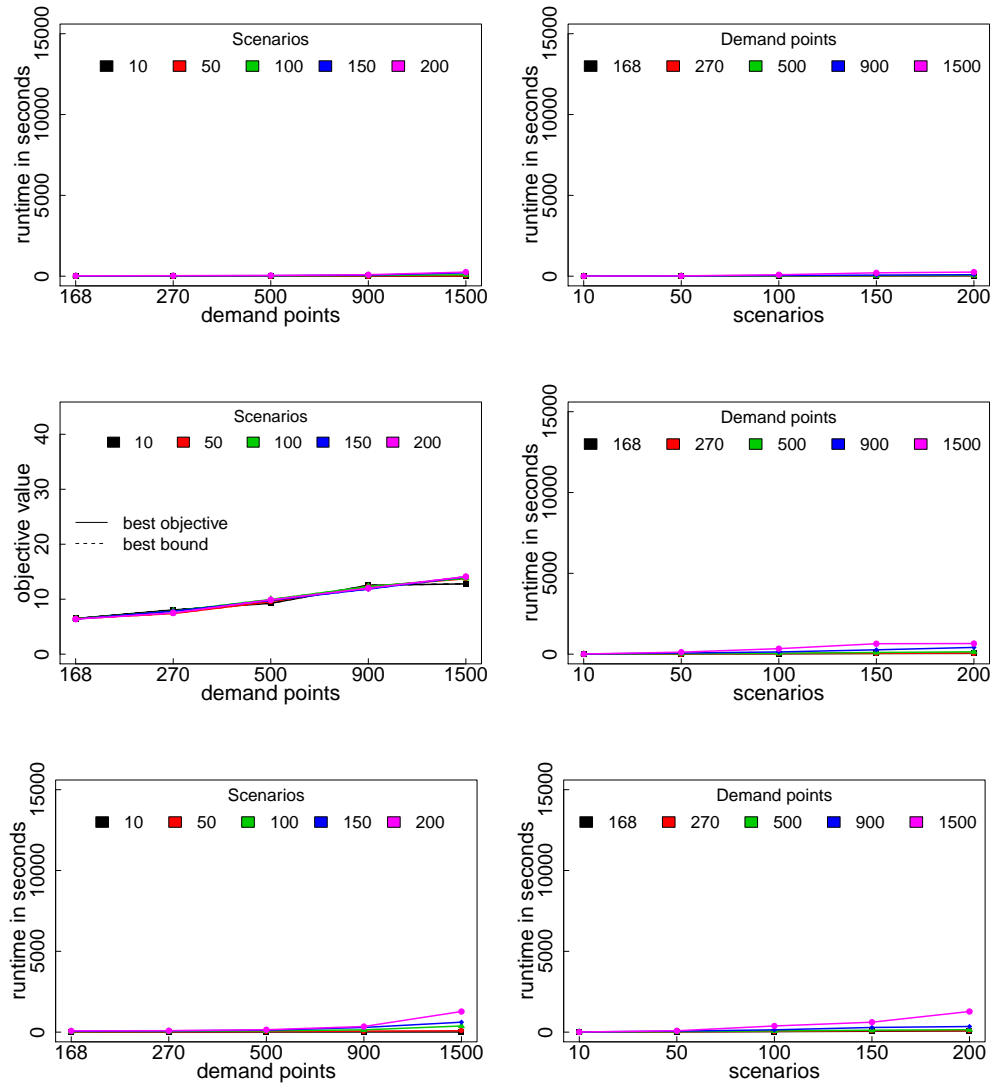 Scenarios
10 50 100 150 200
runtime in seconds
0 5000 10000 15000
168 270 500 900 1500
demand points
Demand points
168 270 500 900 1500
runtime in seconds
0 5000 10000 15000
10 50 100 150 200
scenarios
Scenarios
10 50 100 150 200
objective value
0 10 20 30 40
best objective
best bound
168 270 500 900 1500
demand points
Demand points
168 270 500 900 1500
runtime in seconds
0 5000 10000 15000
10 50 100 150 200
scenarios
Scenarios
10 50 100 150 200
runtime in seconds
0 5000 10000 15000
168 270 500 900 1500
demand points
Demand points
168 270 500 900 1500
runtime in seconds
0 5000 10000 15000
10 50 100 150 200
scenarios